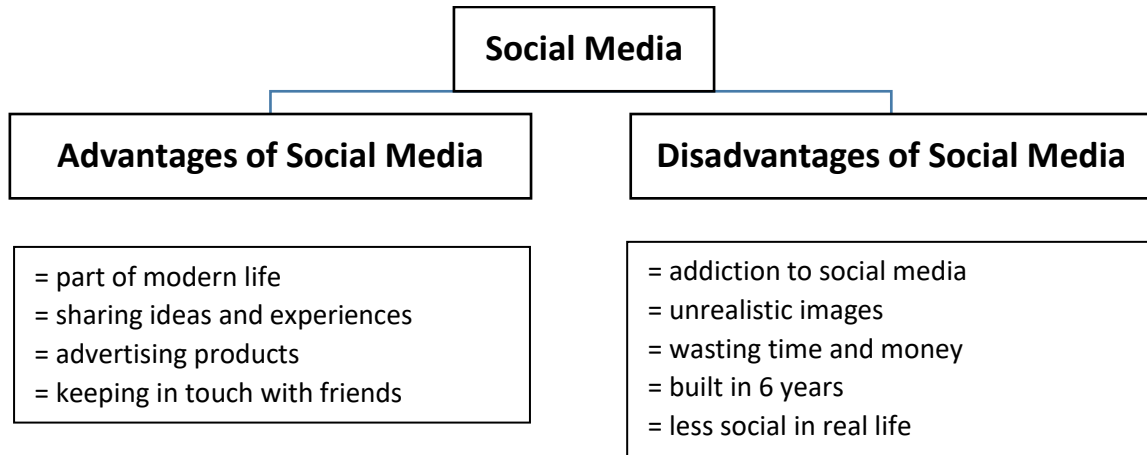 Social Media
Advantages of Social Media
= part of modern life
= sharing ideas and experiences
= advertising products
= keeping in touch with friends
Disadvantages of Social Media
= addiction to social media
= unrealistic images
= wasting time and money
= built in 6 years
= less social in real life